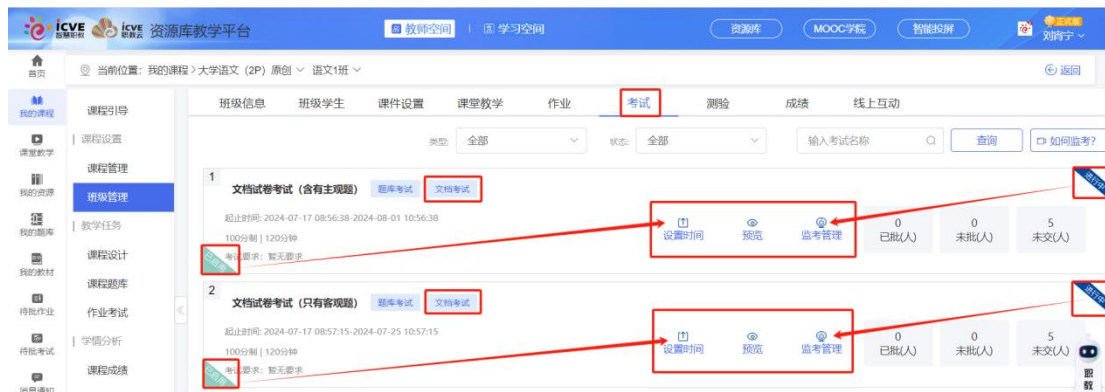 icve 智慧职教 icve 职教云 资源库教学平台 教师空间 学习空间 资源库 MOOC学院 智能投屏 正式版 刘尚宁
首页 当前位置：我的课程 > 大学语文（2P）原创 语文1班 返回
我的课程 课程引导 班级信息 班级学生 课件设置 课堂教学 作业 考试 测验 成绩 线上互动
课堂教学 课程设置 类型: 全部 状态: 全部 输入考试名称 查询 如何监考?
我的资源 课程管理
班级管理
我的题库 教学任务
我的教材 课程设计
课程题库
待批作业 作业考试
待批考试 学情分析
课程成绩
1 文档试卷考试（含有主观题） 题库考试 文档考试 进行中
起止时间: 2024-07-17 08:56:38-2024-08-01 10:56:38
100分制 | 120分钟
考试要求：暂无要求
设置时间 预览 监考管理 0 已批(人) 0 未批(人) 5 未交(人)
2 文档试卷考试（只有客观题） 题库考试 文档考试 进行中
起止时间: 2024-07-17 08:57:15-2024-07-25 10:57:15
100分制 | 120分钟
考试要求：暂无要求
设置时间 预览 监考管理 0 已批(人) 0 未批(人) 5 未交(人)
职教